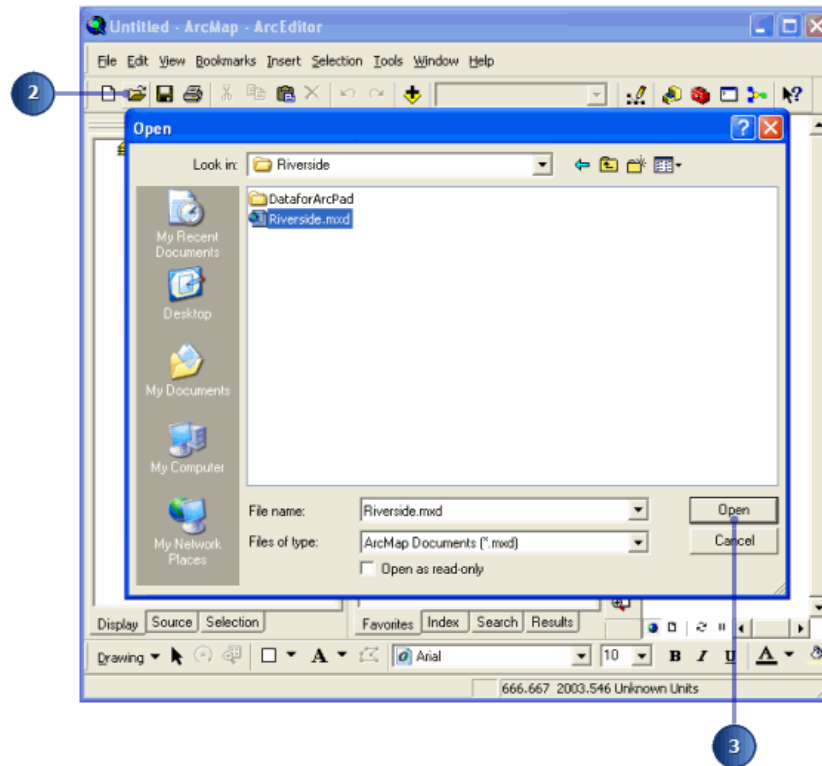 Untitled - ArcMap - ArcEditor
File Edit View Bookmarks Insert Selection Tools Window Help
2
Open
Look in: Riverside
DataforArcPad
Riverside.mxd
My Recent
Documents
Desktop
My Documents
My Computer
My Network
Places
File name: Riverside.mxd Open
Files of type: ArcMap Documents (*.mxd) Cancel
Open as read-only
Display Source Selection Favorites Index Search Results
Drawing A Arial 10 B I U A
666.667 2003.546 Unknown Units
3